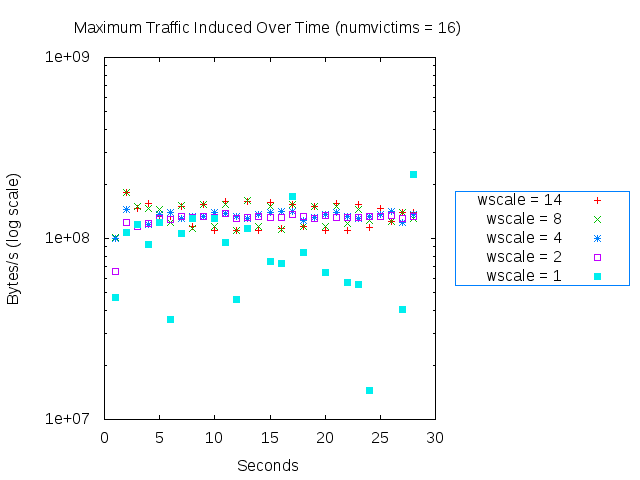 Maximum Traffic Induced Over Time (numvictims = 16)
1e+09
1e+08
1e+07
Bytes/s (log scale)
0 5 10 15 20 25 30
Seconds
wscale = 14
wscale = 8
wscale = 4
wscale = 2
wscale = 1